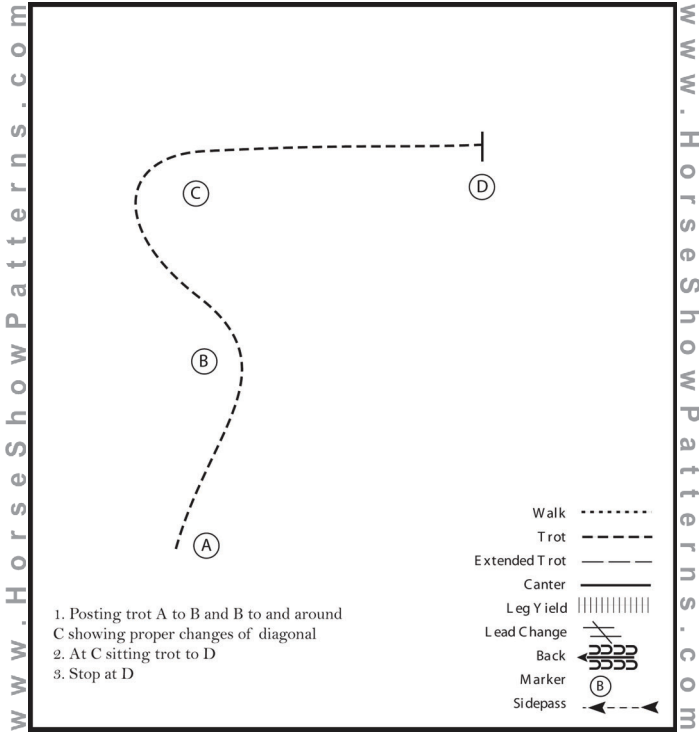 www.HorseShowPatterns.com
www.HorseShowPatterns.com
C
D
B
A
1. Posting trot A to B and B to and around
C showing proper changes of diagonal
2. At C sitting trot to D
3. Stop at D
Walk
Trot
Extended Trot
Canter
Leg Yield
Lead Change
Back
Marker B
Sidepass